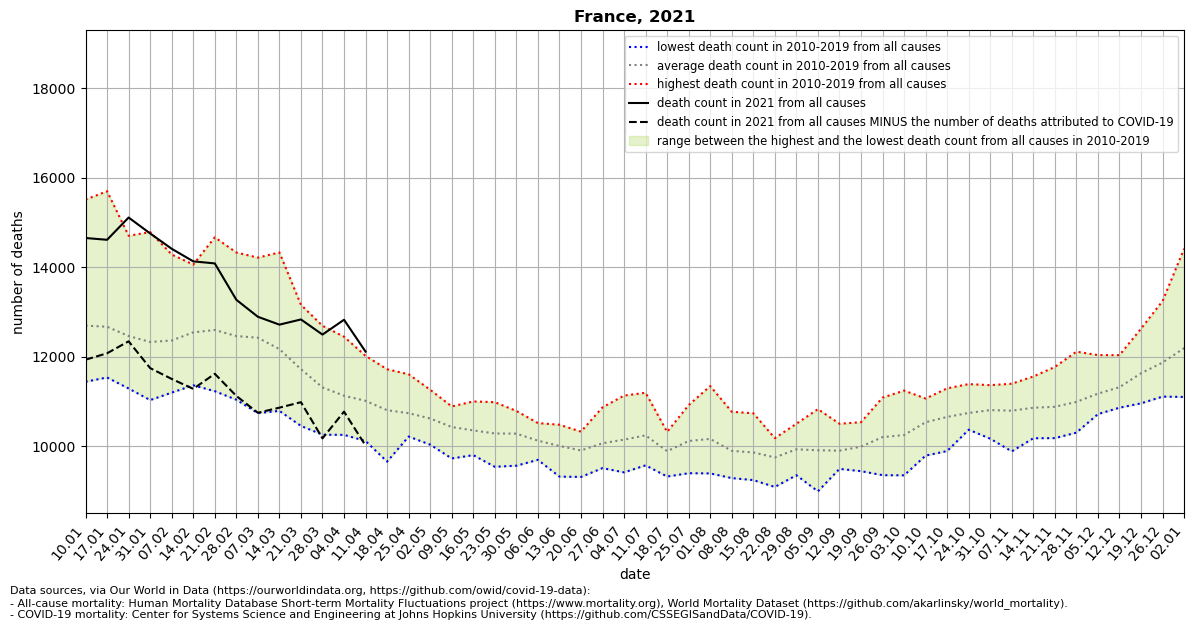 France, 2021
lowest death count in 2010-2019 from all causes
average death count in 2010-2019 from all causes
highest death count in 2010-2019 from all causes
death count in 2021 from all causes
death count in 2021 from all causes MINUS the number of deaths attributed to COVID-19
range between the highest and the lowest death count from all causes in 2010-2019
number of deaths
18000
16000
14000
12000
10000
10.01 17.01 24.01 31.01 07.02 14.02 21.02 28.02 07.03 14.03 21.03 28.03 04.04 11.04 18.04 25.04 02.05 09.05 16.05 23.05 30.05 06.06 13.06 20.06 27.06 04.07 11.07 18.07 25.07 01.08 08.08 15.08 22.08 29.08 05.09 12.09 19.09 26.09 03.10 10.10 17.10 24.10 31.10 07.11 14.11 21.11 28.11 05.12 12.12 19.12 26.12 02.01
date
Data sources, via Our World in Data (https://ourworldindata.org, https://github.com/owid/covid-19-data):
- All-cause mortality: Human Mortality Database Short-term Mortality Fluctuations project (https://www.mortality.org), World Mortality Dataset (https://github.com/akarlinsky/world_mortality).
- COVID-19 mortality: Center for Systems Science and Engineering at Johns Hopkins University (https://github.com/CSSEGISandData/COVID-19).